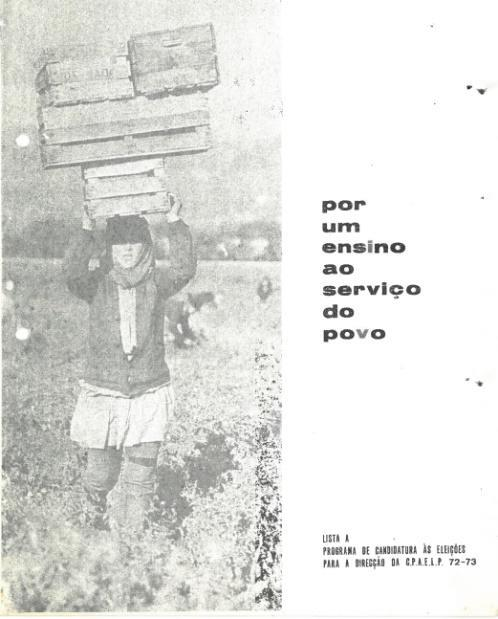 por
um
ensino
ao
serviço
do
povo
LISTA A
PROGRAMA DE CANDIDATURA ÀS ELEIÇÕES
PARA A DIRECÇÃO DA C.P.A.E.L.P. 72-73